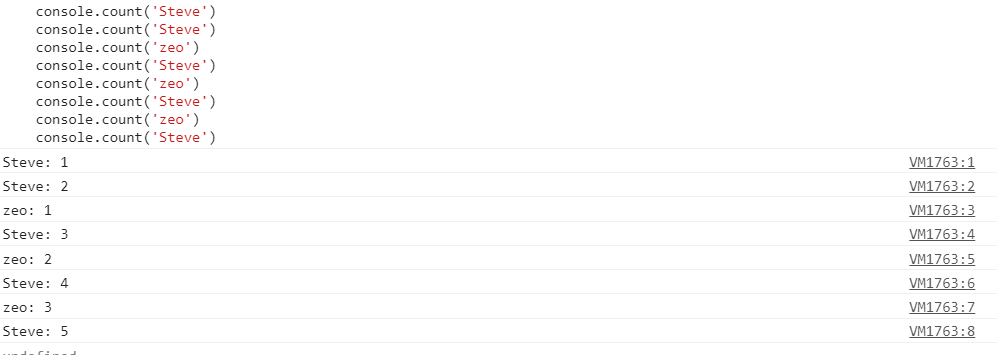 console.count('Steve')
console.count('Steve')
console.count('zeo')
console.count('Steve')
console.count('zeo')
console.count('Steve')
console.count('zeo')
console.count('Steve')
Steve: 1 VM1763:1
Steve: 2 VM1763:2
zeo: 1 VM1763:3
Steve: 3 VM1763:4
zeo: 2 VM1763:5
Steve: 4 VM1763:6
zeo: 3 VM1763:7
Steve: 5 VM1763:8
undefined